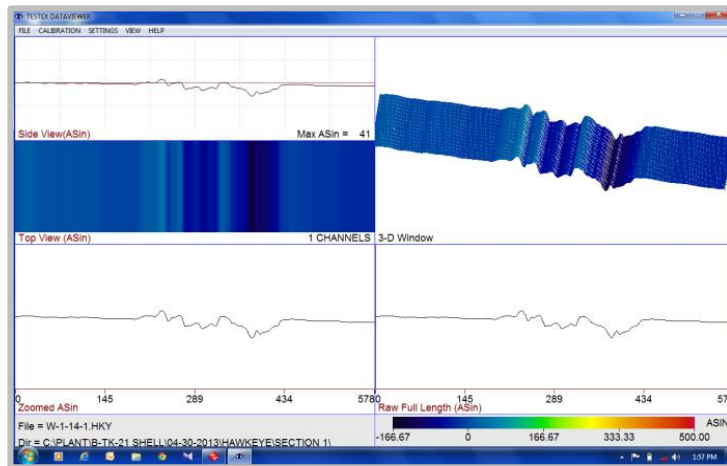 TESTEX DATAVIEWER
FILE CALIBRATION SETTINGS VIEW HELP
Side View(ASin) Max ASin = 41
Top View (ASin) 1 CHANNELS
3-D Window
0 145 289 434 578
Zoomed ASin
0 145 289 434 578
Raw Full Length (ASin)
File = W-1-14-1.HKY
Dir = C:\PLANT\B-TK-21 SHELL\04-30-2013\HAWKEYE\SECTION 1\
ASIN
-166.67 0 166.67 333.33 500.00
1:57 PM